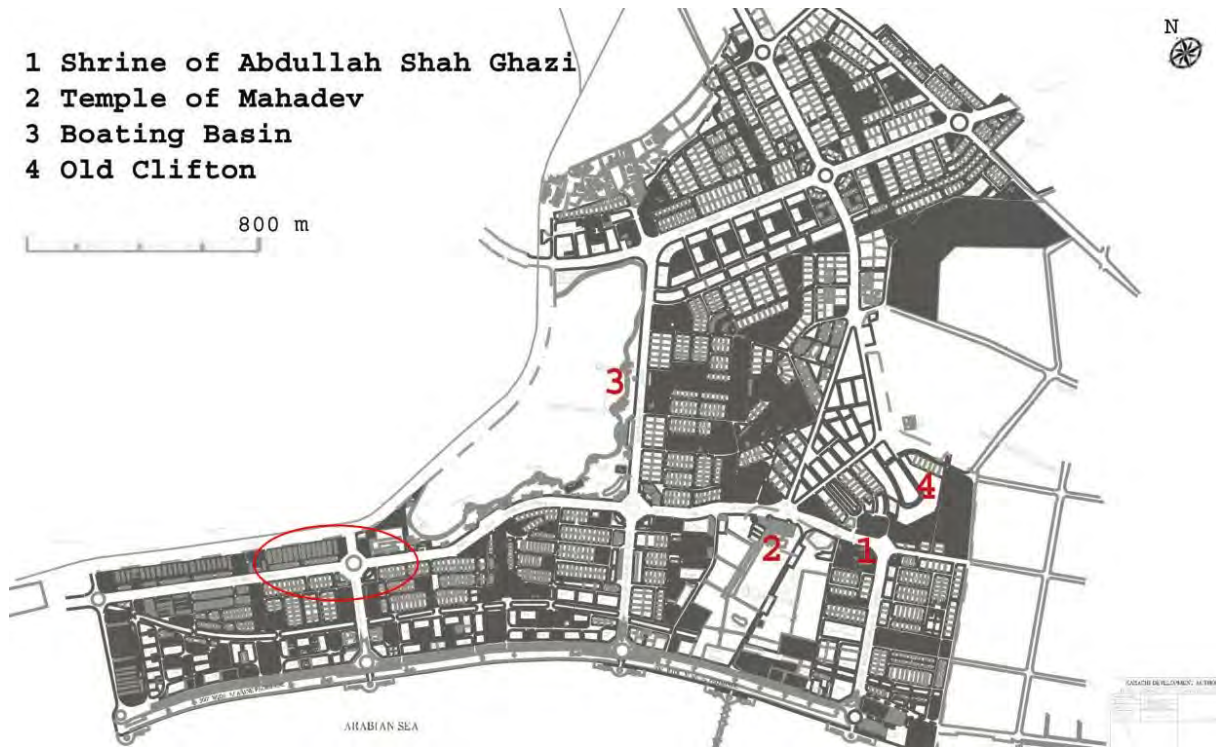 1 Shrine of Abdullah Shah Ghazi
2 Temple of Mahadev
3 Boating Basin
4 Old Clifton
800 m
N
3
4
2
1
ARABIAN SEA
KARACHI DEVELOPMENT AUTHOR